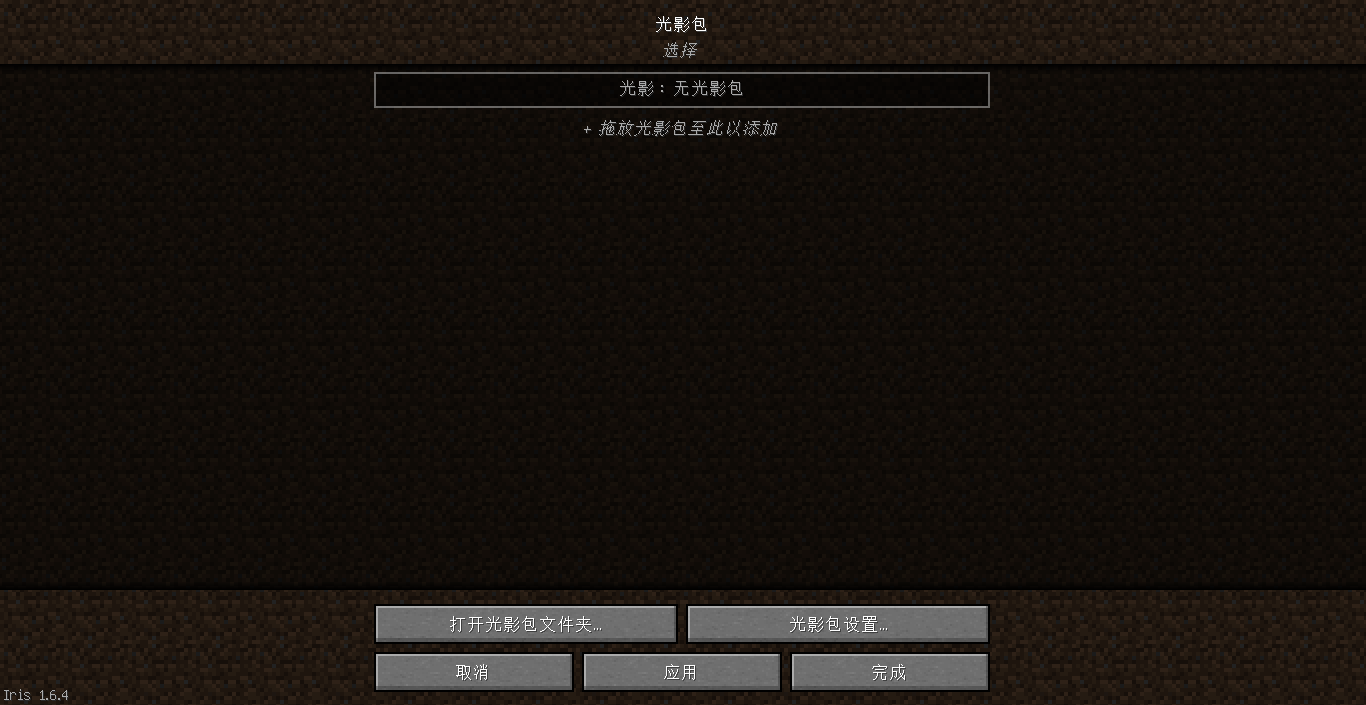 光影包
选择
光影：无光影包
+ 拖放光影包至此以添加
打开光影包文件夹...
光影包设置...
取消
应用
完成
Iris 1.6.4